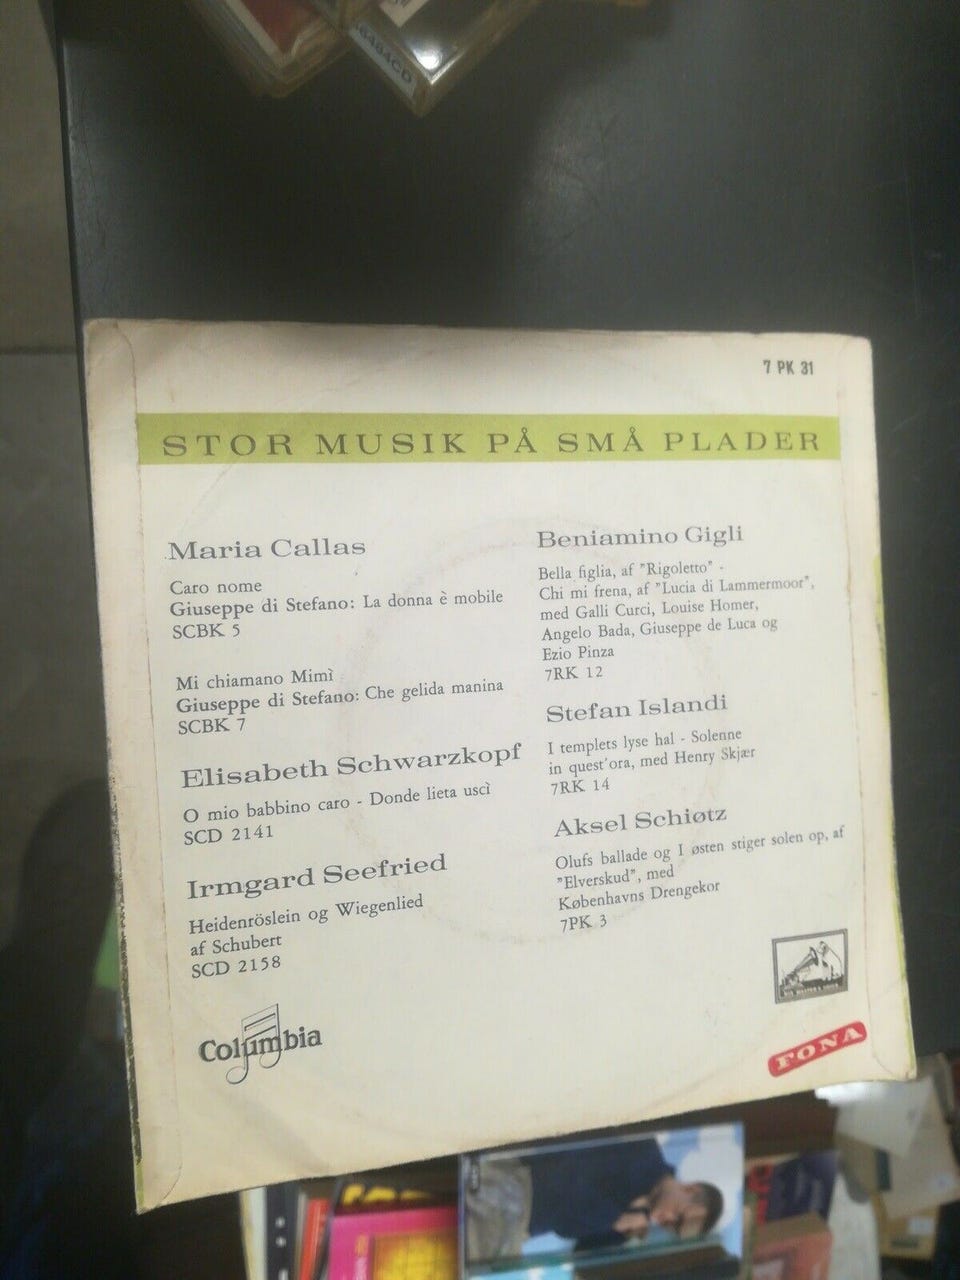 6464CD
7 PK 31
STOR MUSIK PÅ SMÅ PLADER
Maria Callas
Caro nome
Giuseppe di Stefano: La donna è mobile
SCBK 5
Mi chiamano Mimì
Giuseppe di Stefano: Che gelida manina
SCBK 7
Elisabeth Schwarzkopf
O mio babbino caro - Donde lieta uscì
SCD 2141
Irmgard Seefried
Heidenröslein og Wiegenlied
af Schubert
SCD 2158
Columbia
Beniamino Gigli
Bella figlia, af "Rigoletto" -
Chi mi frena, af "Lucia di Lammermoor",
med Galli Curci, Louise Homer,
Angelo Bada, Giuseppe de Luca og
Ezio Pinza
7RK 12
Stefan Islandi
I templets lyse hal - Solenne
in quest'ora, med Henry Skjær
7RK 14
Aksel Schiøtz
Olufs ballade og I østen stiger solen op, af
"Elverskud", med
Københavns Drengekor
7PK 3
HIS MASTER'S VOICE
FONA